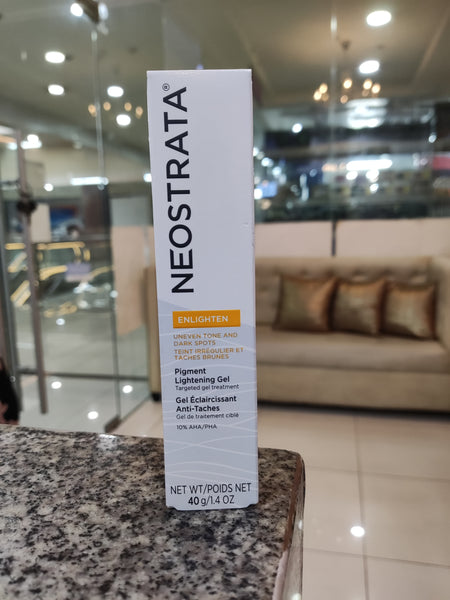 NEOSTRATA®
ENLIGHTEN
UNEVEN TONE AND
DARK SPOTS
TEINT IRRÉGULIER ET
TACHES BRUNES
Pigment
Lightening Gel
Targeted gel treatment
Gel Éclaircissant
Anti-Taches
Gel de traitement ciblé
10% AHA/PHA
NET WT/POIDS NET
40 g/1.4 OZ